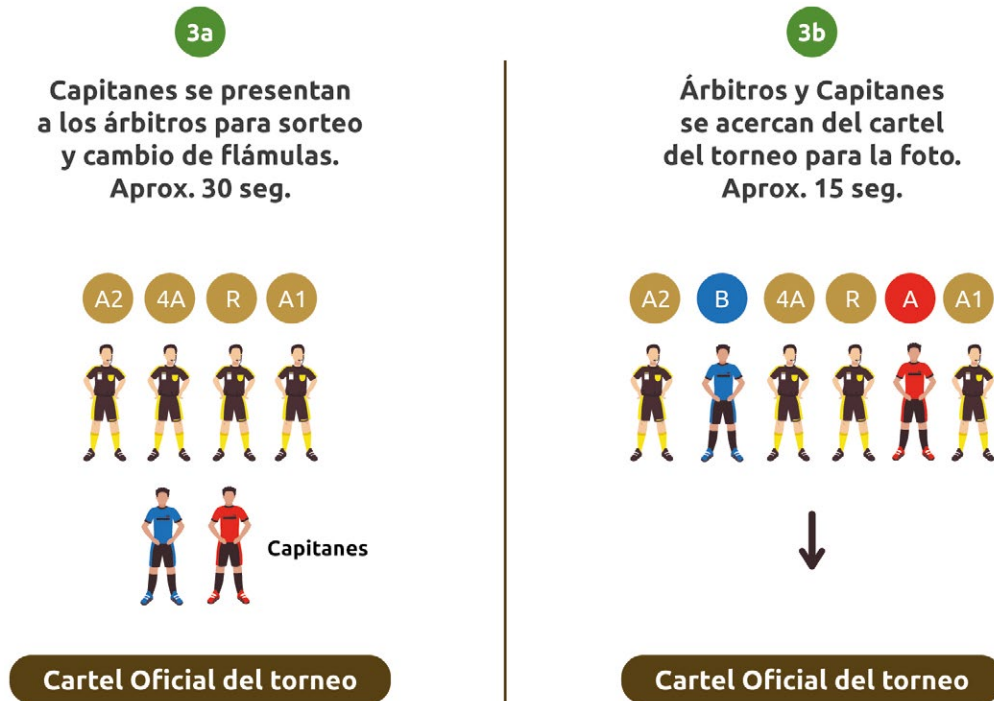 3a
Capitanes se presentan
a los árbitros para sorteo
y cambio de flámulas.
Aprox. 30 seg.
A2 4A R A1
Capitanes
Cartel Oficial del torneo
3b
Árbitros y Capitanes
se acercan del cartel
del torneo para la foto.
Aprox. 15 seg.
A2 B 4A R A A1
Cartel Oficial del torneo